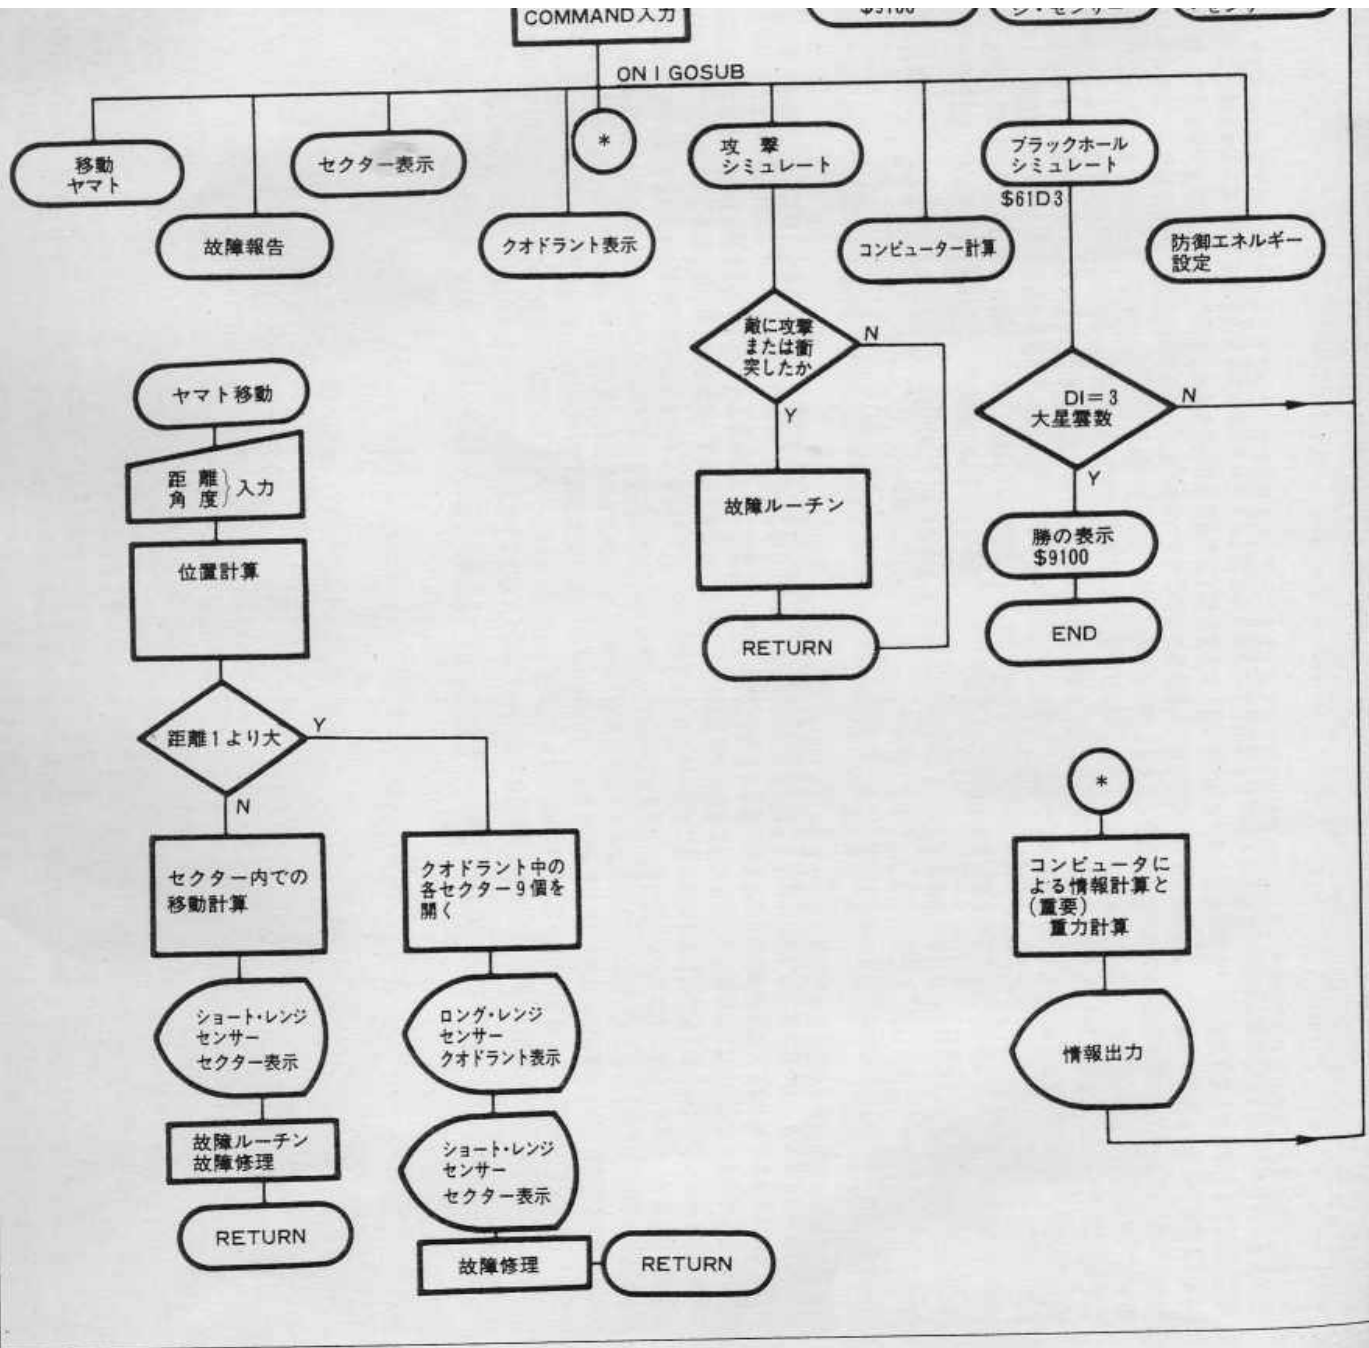 COMMAND入力
$9100
ON I GOSUB
移動
ヤマト
故障報告
セクター表示
クオドラント表示
*
攻 撃
シミュレート
コンピューター計算
ブラックホール
シミュレート
$61D3
防御エネルギー
設定
敵に攻撃
または衝
突したか
N
Y
故障ルーチン
RETURN
DI=3
大星雲数
N
Y
勝の表示
$9100
END
ヤマト移動
距 離
角 度}入力
位置計算
距離1より大
Y
N
セクター内での
移動計算
ショート・レンジ
センサー
セクター表示
故障ルーチン
故障修理
RETURN
クオドラント中の
各セクター9個を
開く
ロング・レンジ
センサー
クオドラント表示
ショート・レンジ
センサー
セクター表示
故障修理
RETURN
*
コンピュータに
よる情報計算と
(重要)
重力計算
情報出力